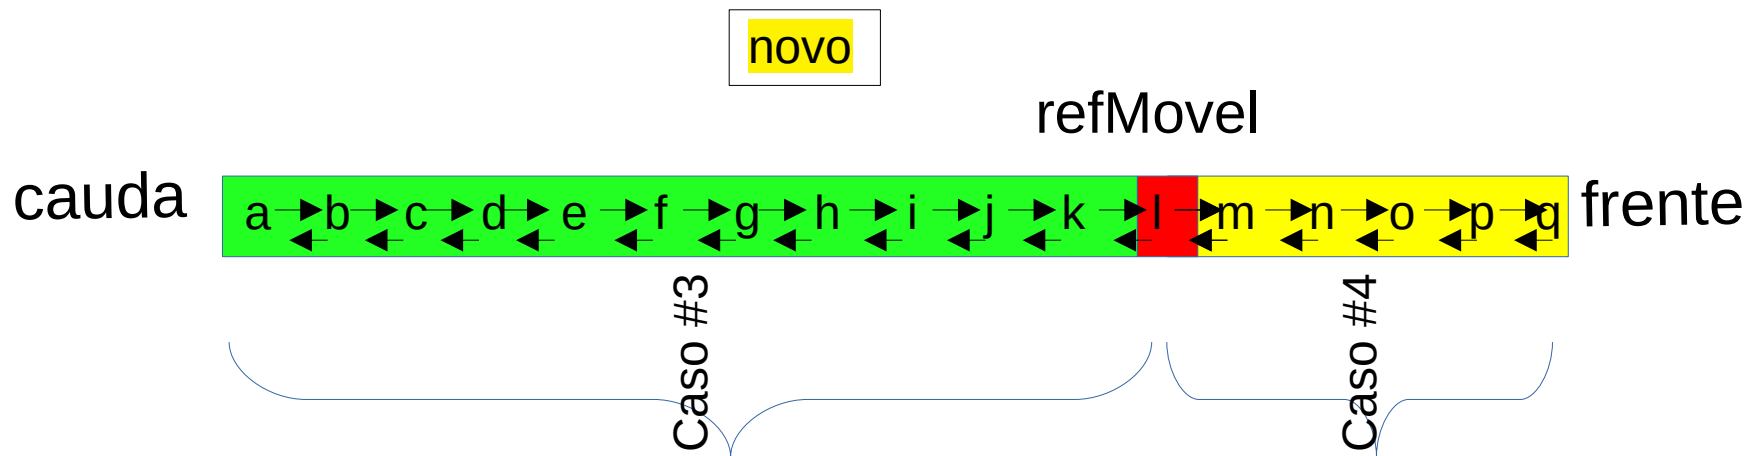 novo
refMovel
cauda
a b c d e f g h i j k l m n o p q
frente
Caso #3
Caso #4